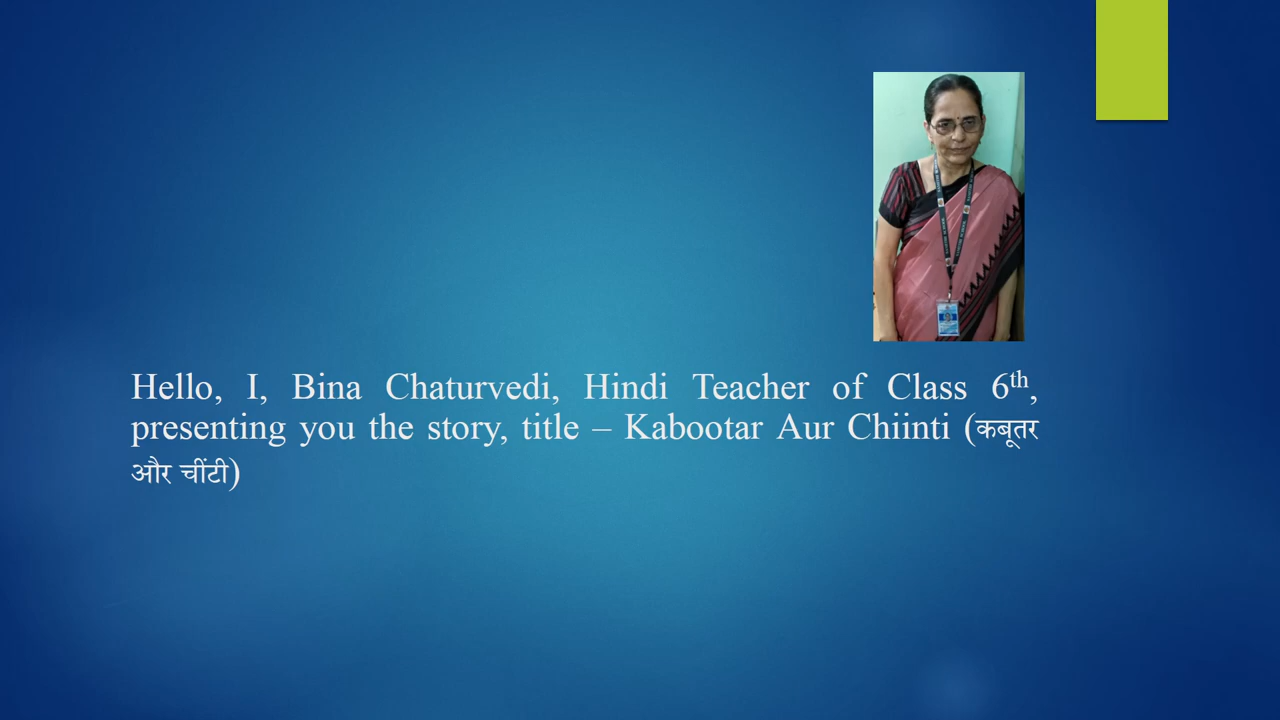 Hello, I, Bina Chaturvedi, Hindi Teacher of Class 6th,
presenting you the story, title – Kabootar Aur Chiinti (कबूतर
और चींटी)